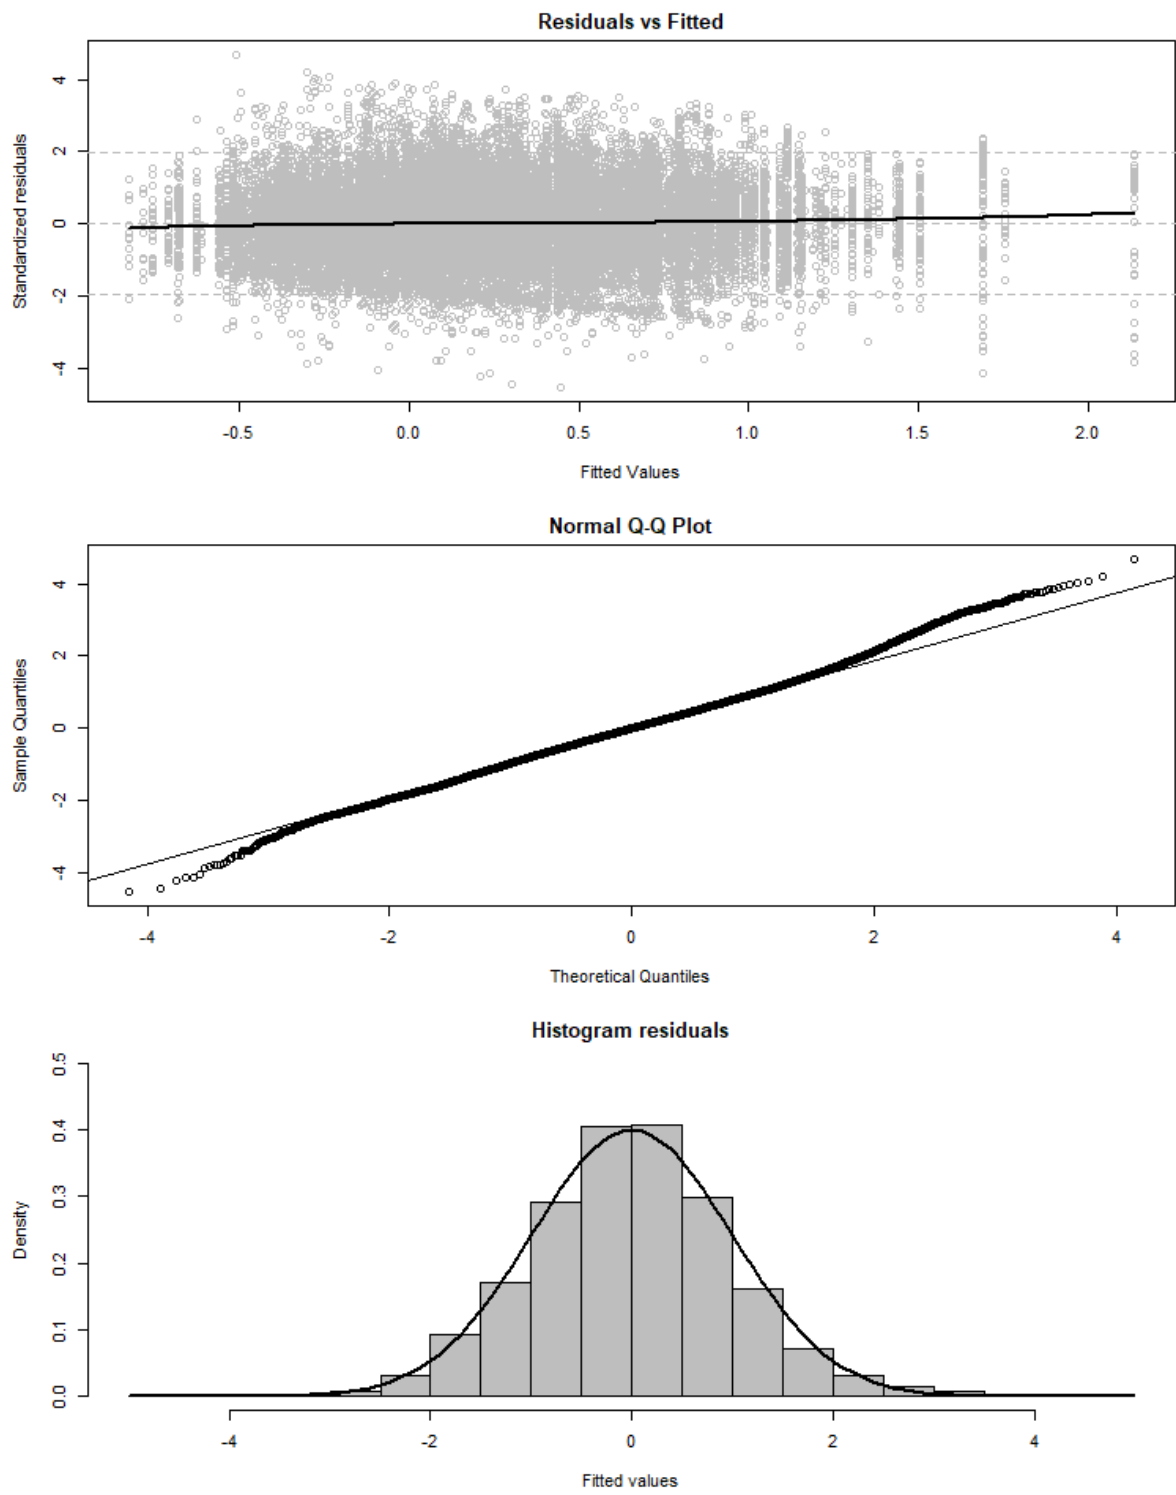 Residuals vs Fitted
Standardized residuals
4
2
0
-2
-4
-0.5 0.0 0.5 1.0 1.5 2.0
Fitted Values
Normal Q-Q Plot
Sample Quantiles
4
2
0
-2
-4
-4 -2 0 2 4
Theoretical Quantiles
Histogram residuals
Density
0.5
0.4
0.3
0.2
0.1
0.0
-4 -2 0 2 4
Fitted values